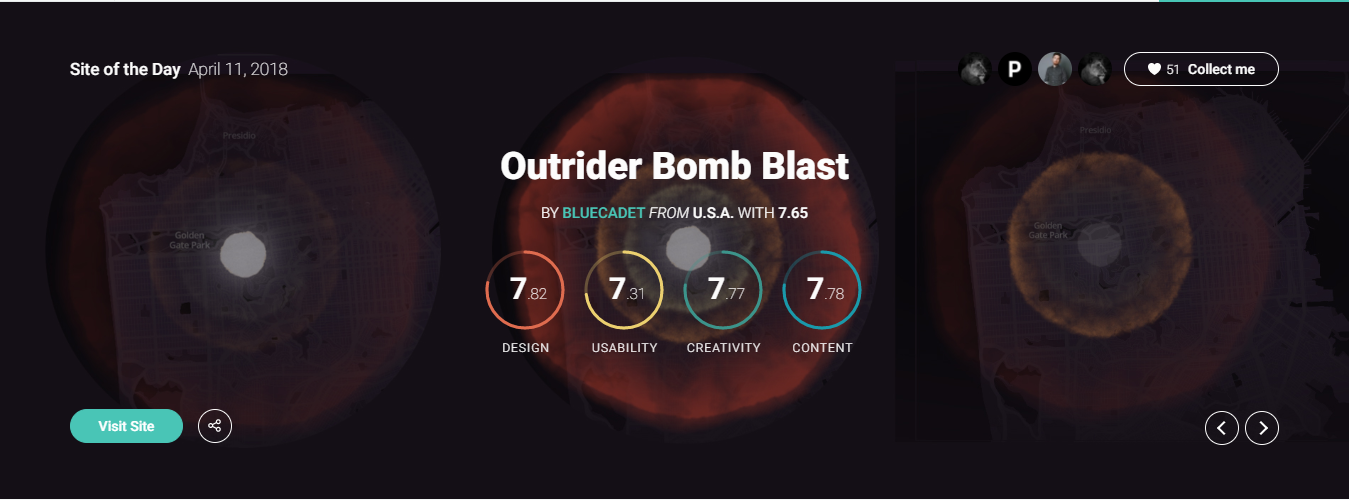 Site of the Day April 11, 2018
P
51 Collect me
Presidio
Presidio
Outrider Bomb Blast
BY BLUECADET FROM U.S.A. WITH 7.65
Golden
Gate Park
Golden
Gate Park
7.82
7.31
7.77
7.78
DESIGN
USABILITY
CREATIVITY
CONTENT
Visit Site